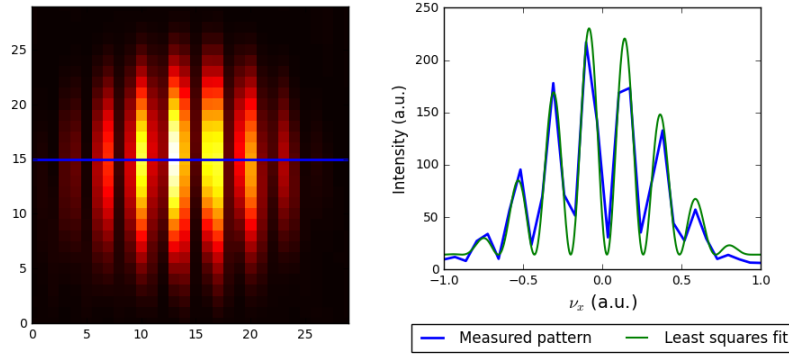 25
20
15
10
5
0
0 5 10 15 20 25
250
200
150
100
50
0
Intensity (a.u.)
−1.0 −0.5 0.0 0.5 1.0
νₓ (a.u.)
Measured pattern Least squares fit